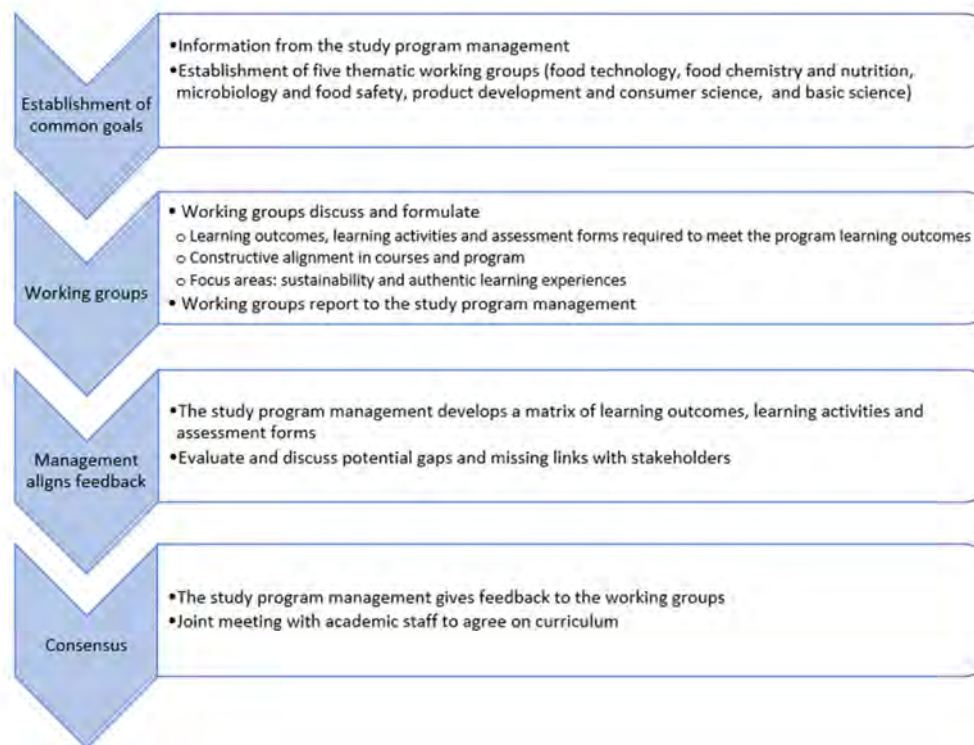 Establishment of
common goals
•Information from the study program management
•Establishment of five thematic working groups (food technology, food chemistry and nutrition,
microbiology and food safety, product development and consumer science, and basic science)
Working groups
• Working groups discuss and formulate
o Learning outcomes, learning activities and assessment forms required to meet the program learning outcomes
o Constructive alignment in courses and program
o Focus areas: sustainability and authentic learning experiences
• Working groups report to the study program management
Management
aligns feedback
•The study program management develops a matrix of learning outcomes, learning activities and
assessment forms
•Evaluate and discuss potential gaps and missing links with stakeholders
Consensus
•The study program management gives feedback to the working groups
•Joint meeting with academic staff to agree on curriculum